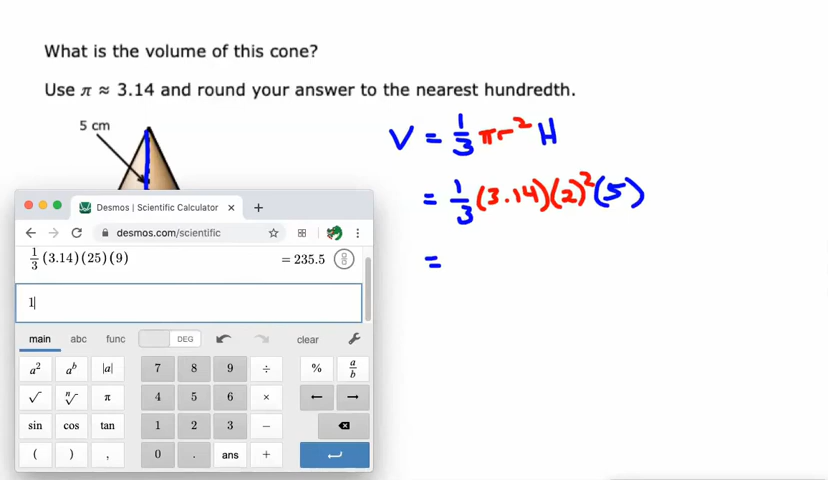 What is the volume of this cone?
Use π ≈ 3.14 and round your answer to the nearest hundredth.
5 cm
V = 1/3 πr² H
= 1/3 (3.14)(2)²(5)
=
Desmos | Scientific Calculator
desmos.com/scientific
1/3 (3.14)(25)(9) = 235.5
1
main abc func DEG clear
a² aᵇ |a| 7 8 9 ÷ % a/b
√ ⁿ√ π 4 5 6 × ← →
sin cos tan 1 2 3 −
( ) , 0 . ans +